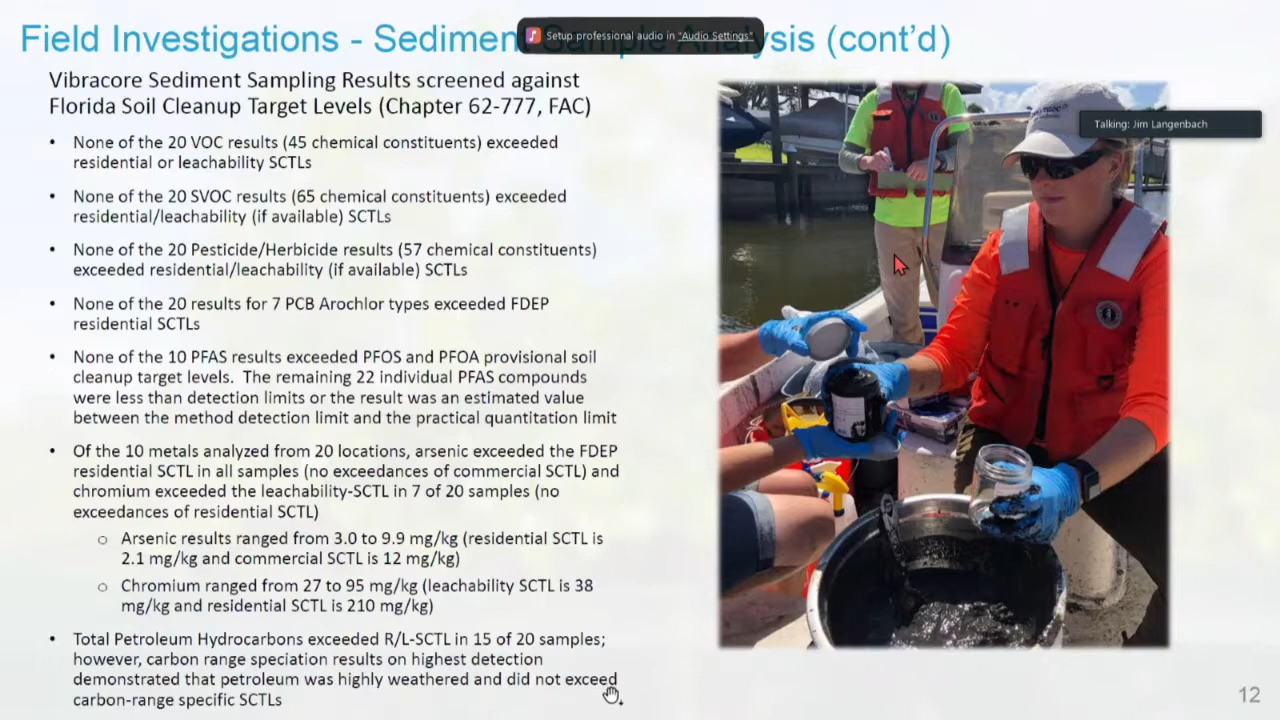 Field Investigations - Sediment Sample Analysis (cont’d)
Setup professional audio in "Audio Settings"
Talking: Jim Langenbach
Vibracore Sediment Sampling Results screened against
Florida Soil Cleanup Target Levels (Chapter 62-777, FAC)
• None of the 20 VOC results (45 chemical constituents) exceeded
residential or leachability SCTLs
• None of the 20 SVOC results (65 chemical constituents) exceeded
residential/leachability (if available) SCTLs
• None of the 20 Pesticide/Herbicide results (57 chemical constituents)
exceeded residential/leachability (if available) SCTLs
• None of the 20 results for 7 PCB Arochlor types exceeded FDEP
residential SCTLs
• None of the 10 PFAS results exceeded PFOS and PFOA provisional soil
cleanup target levels. The remaining 22 individual PFAS compounds
were less than detection limits or the result was an estimated value
between the method detection limit and the practical quantitation limit
• Of the 10 metals analyzed from 20 locations, arsenic exceeded the FDEP
residential SCTL in all samples (no exceedances of commercial SCTL) and
chromium exceeded the leachability-SCTL in 7 of 20 samples (no
exceedances of residential SCTL)
o Arsenic results ranged from 3.0 to 9.9 mg/kg (residential SCTL is
2.1 mg/kg and commercial SCTL is 12 mg/kg)
o Chromium ranged from 27 to 95 mg/kg (leachability SCTL is 38
mg/kg and residential SCTL is 210 mg/kg)
• Total Petroleum Hydrocarbons exceeded R/L-SCTL in 15 of 20 samples;
however, carbon range speciation results on highest detection
demonstrated that petroleum was highly weathered and did not exceed
carbon-range specific SCTLs
12